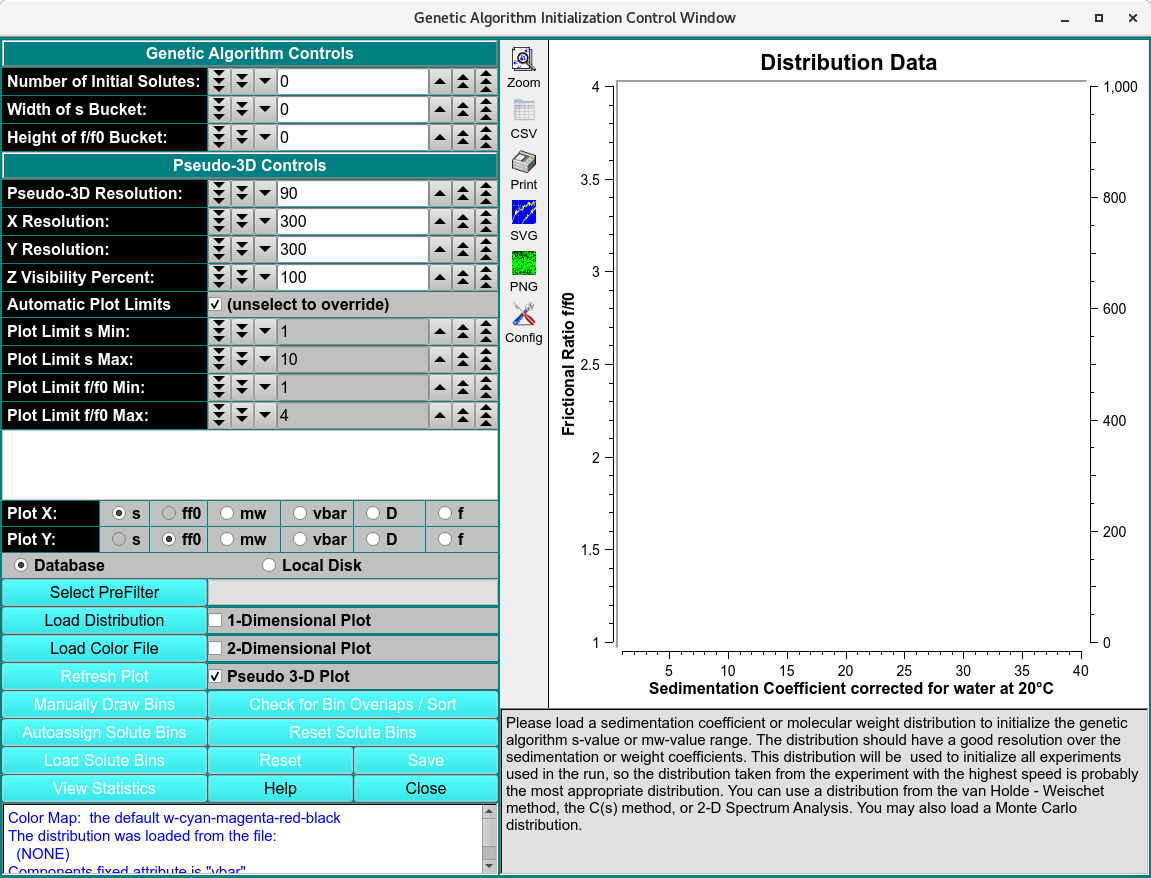 Genetic Algorithm Initialization Control Window
Genetic Algorithm Controls
Number of Initial Solutes: 0
Width of s Bucket: 0
Height of f/f0 Bucket: 0
Pseudo-3D Controls
Pseudo-3D Resolution: 90
X Resolution: 300
Y Resolution: 300
Z Visibility Percent: 100
Automatic Plot Limits (unselect to override)
Plot Limit s Min: 1
Plot Limit s Max: 10
Plot Limit f/f0 Min: 1
Plot Limit f/f0 Max: 4
Plot X: s ff0 mw vbar D f
Plot Y: s ff0 mw vbar D f
Database Local Disk
Select PreFilter
Load Distribution 1-Dimensional Plot
Load Color File 2-Dimensional Plot
Refresh Plot Pseudo 3-D Plot
Manually Draw Bins Check for Bin Overlaps / Sort
Autoassign Solute Bins Reset Solute Bins
Load Solute Bins Reset Save
View Statistics Help Close
Color Map:  the default w-cyan-magenta-red-black
The distribution was loaded from the file:
(NONE)
Components fixed attribute is "vbar"
Zoom
CSV
Print
SVG
PNG
Config
Distribution Data
Frictional Ratio f/f0
4
3.5
3
2.5
2
1.5
1
1,000
800
600
400
200
0
5 10 15 20 25 30 35 40
Sedimentation Coefficient corrected for water at 20°C
Please load a sedimentation coefficient or molecular weight distribution to initialize the genetic
algorithm s-value or mw-value range. The distribution should have a good resolution over the
sedimentation or weight coefficients. This distribution will be  used to initialize all experiments
used in the run, so the distribution taken from the experiment with the highest speed is probably
the most appropriate distribution. You can use a distribution from the van Holde - Weischet
method, the C(s) method, or 2-D Spectrum Analysis. You may also load a Monte Carlo
distribution.